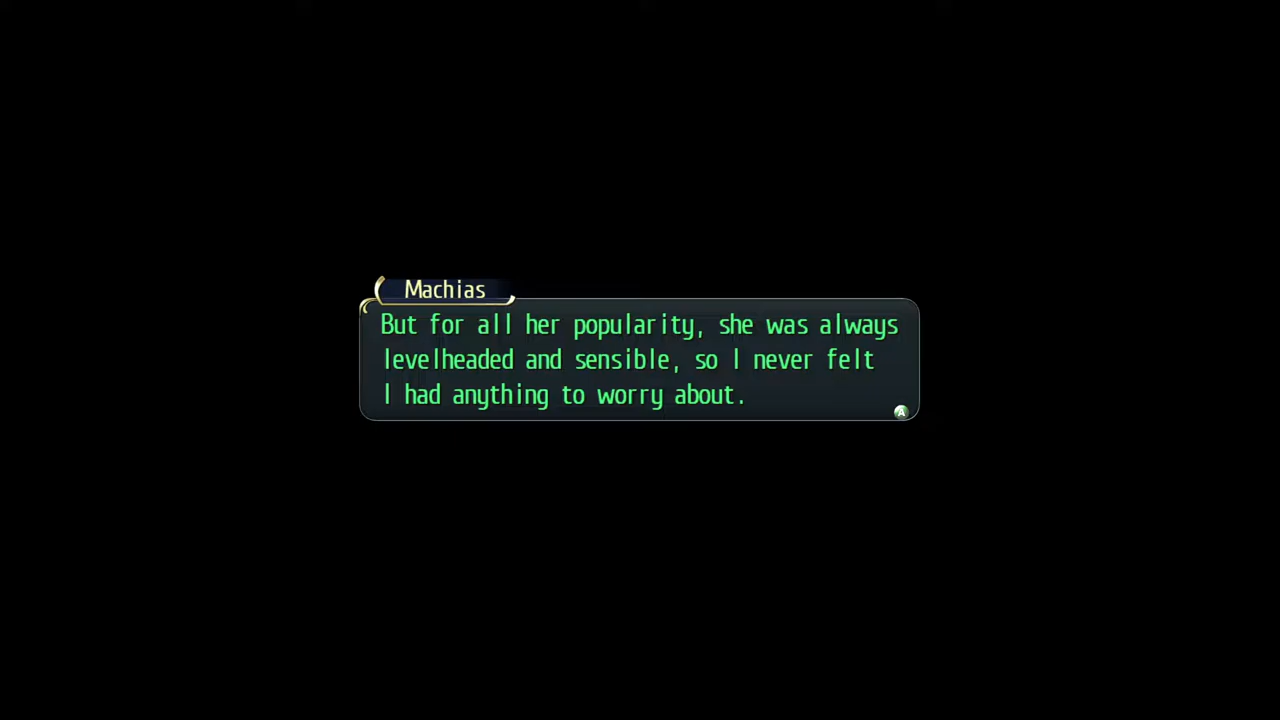 Machias
But for all her popularity, she was always
levelheaded and sensible, so I never felt
I had anything to worry about.
A